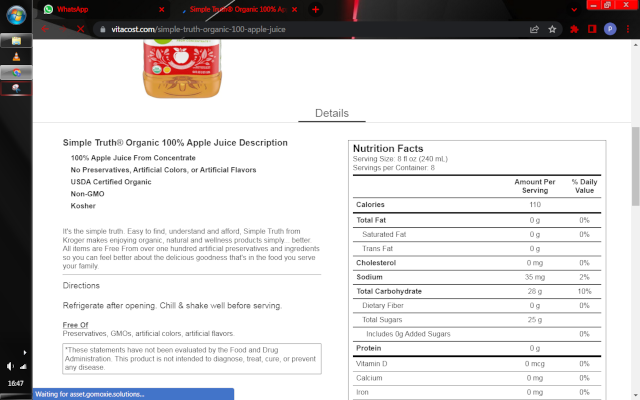 WhatsApp
Simple Truth® Organic 100% Ap
vitacost.com/simple-truth-organic-100-apple-juice
P
Details
Simple Truth® Organic 100% Apple Juice Description
100% Apple Juice From Concentrate
No Preservatives, Artificial Colors, or Artificial Flavors
USDA Certified Organic
Non-GMO
Kosher
It's the simple truth. Easy to find, understand and afford, Simple Truth from
Kroger makes enjoying organic, natural and wellness products simply... better.
All items are Free From over one hundred artificial preservatives and ingredients
so you can feel better about the delicious goodness that's in the food you serve
your family.
Directions
Refrigerate after opening. Chill & shake well before serving.
Free Of
Preservatives, GMOs, artificial colors, artificial flavors.
*These statements have not been evaluated by the Food and Drug
Administration. This product is not intended to diagnose, treat, cure, or prevent
any disease.
Nutrition Facts
Serving Size: 8 fl oz (240 mL)
Servings per Container: 8
Amount Per Serving % Daily Value
Calories 110
Total Fat 0 g 0%
Saturated Fat 0 g 0%
Trans Fat 0 g
Cholesterol 0 mg 0%
Sodium 35 mg 2%
Total Carbohydrate 28 g 10%
Dietary Fiber 0 g 0%
Total Sugars 25 g
Includes 0g Added Sugars 0%
Protein 0 g
Vitamin D 0 mcg 0%
Calcium 0 mg 0%
Iron 0 mg 0%
16:47
Waiting for asset.gomoxie.solutions...